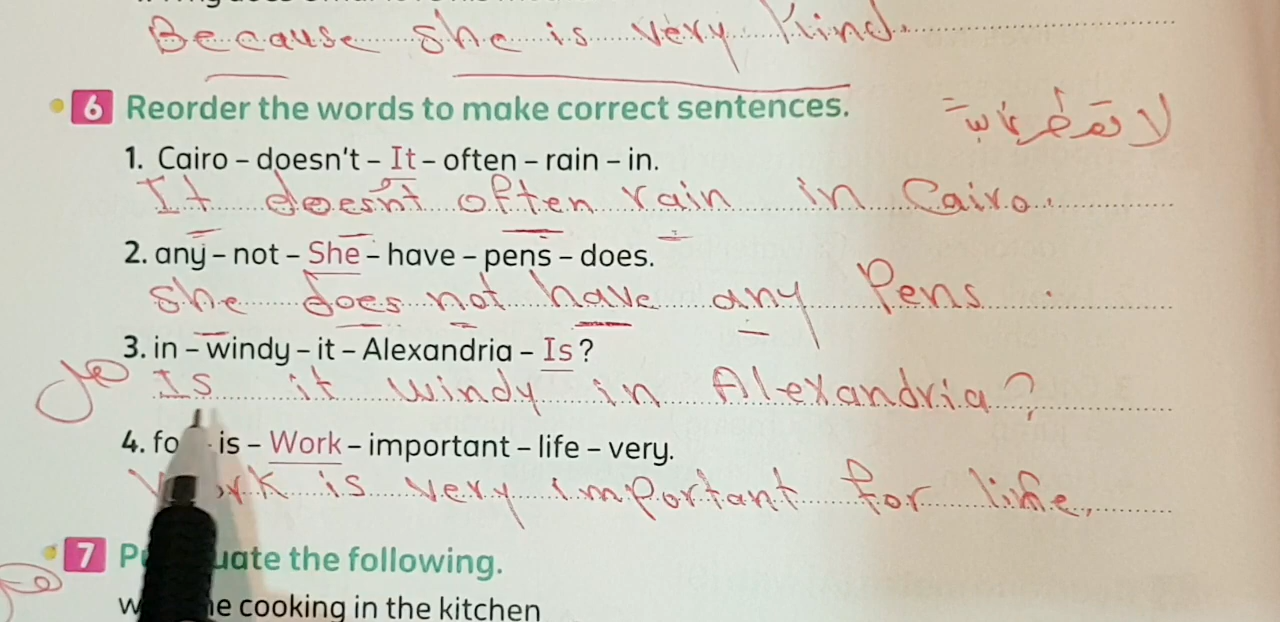 Because she is very kind.
6 Reorder the words to make correct sentences.
1. Cairo – doesn't – It – often – rain – in.
It doesn't often rain in Cairo.
2. any – not – She – have – pens – does.
She does not have any Pens.
3. in – windy – it – Alexandria – Is ?
Is it windy in Alexandria?
4. is – Work – important – life – very.
Work is very important for life.
7 the following.
cooking in the kitchen